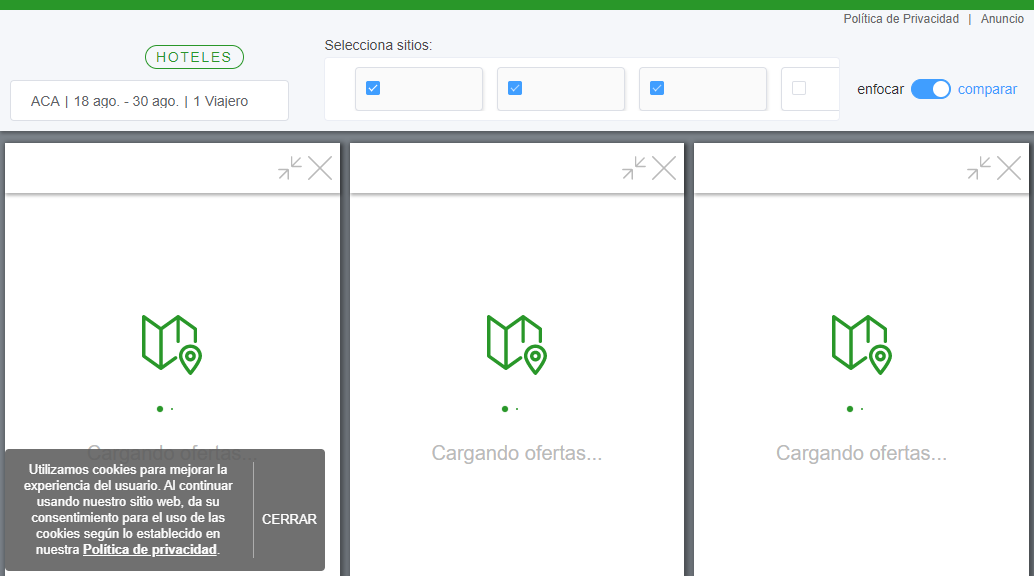 Política de Privacidad | Anuncio
HOTELES
Selecciona sitios:
ACA | 18 ago. - 30 ago. | 1 Viajero
enfocar
comparar
Cargando ofertas...
Cargando ofertas...
Cargando ofertas...
Utilizamos cookies para mejorar la
experiencia del usuario. Al continuar
usando nuestro sitio web, da su
consentimiento para el uso de las
cookies según lo establecido en
nuestra Política de privacidad.
CERRAR